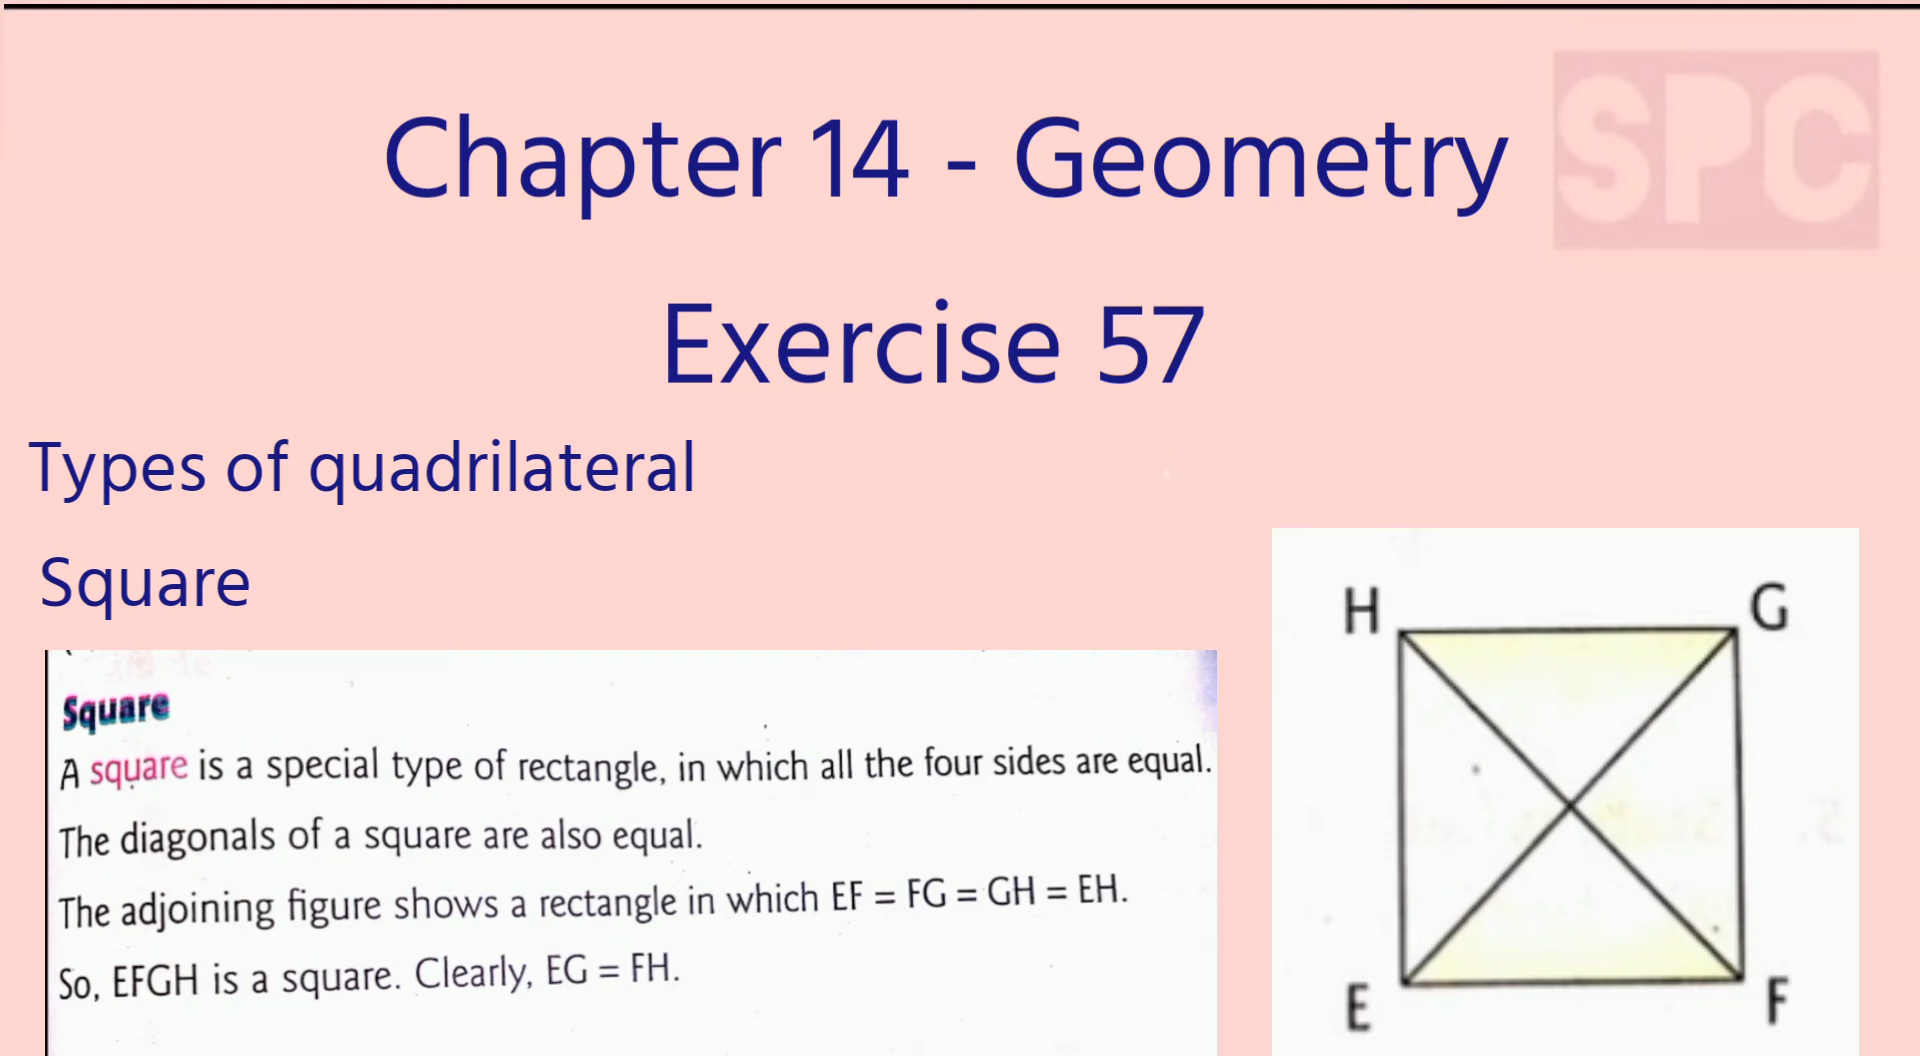 SPC
Chapter 14 - Geometry
Exercise 57
Types of quadrilateral
Square
Square
A square is a special type of rectangle, in which all the four sides are equal.
The diagonals of a square are also equal.
The adjoining figure shows a rectangle in which EF = FG = GH = EH.
So, EFGH is a square. Clearly, EG = FH.
H
G
E
F